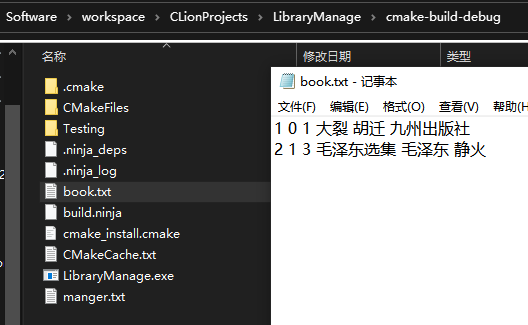 Software › workspace › CLionProjects › LibraryManage › cmake-build-debug
名称 修改日期 类型
.cmake
CMakeFiles
Testing
.ninja_deps
.ninja_log
book.txt
build.ninja
cmake_install.cmake
CMakeCache.txt
LibraryManage.exe
manger.txt
book.txt - 记事本
文件(F) 编辑(E) 格式(O) 查看(V) 帮助(H
1 0 1 大裂 胡迁 九州出版社
2 1 3 毛泽东选集 毛泽东 静火